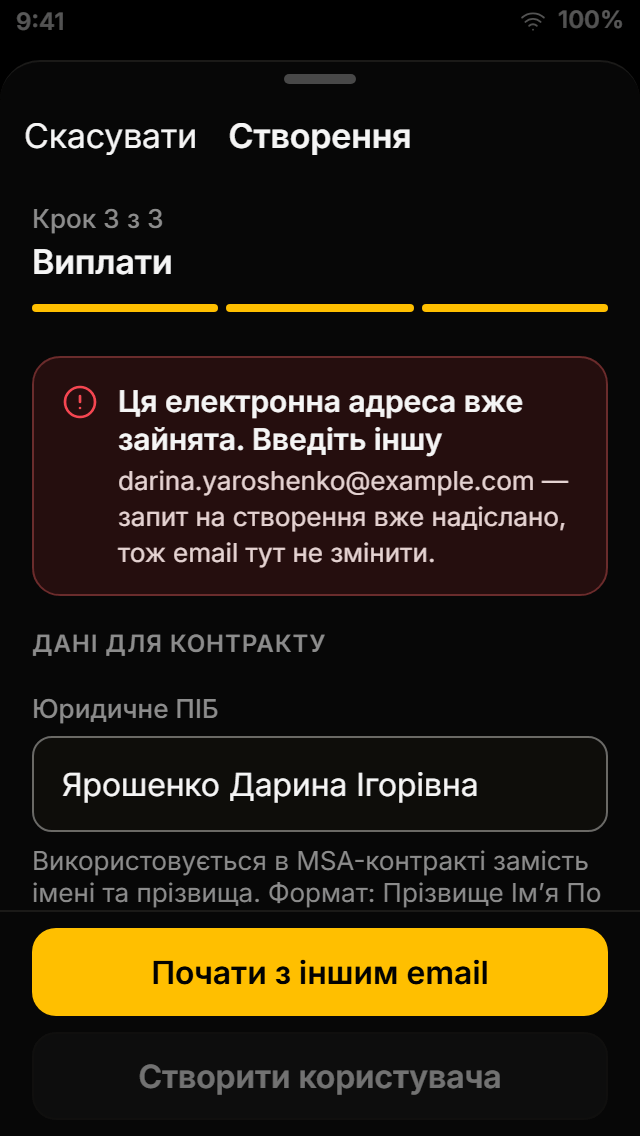 9:41
100%
Скасувати Створення
Крок 3 з 3
Виплати
Ця електронна адреса вже
зайнята. Введіть іншу
darina.yaroshenko@example.com —
запит на створення вже надіслано,
тож email тут не змінити.
ДАНІ ДЛЯ КОНТРАКТУ
Юридичне ПІБ
Ярошенко Дарина Ігорівна
Використовується в MSA-контракті замість
імені та прізвища. Формат: Прізвище Ім’я По
Почати з іншим email
Створити користувача